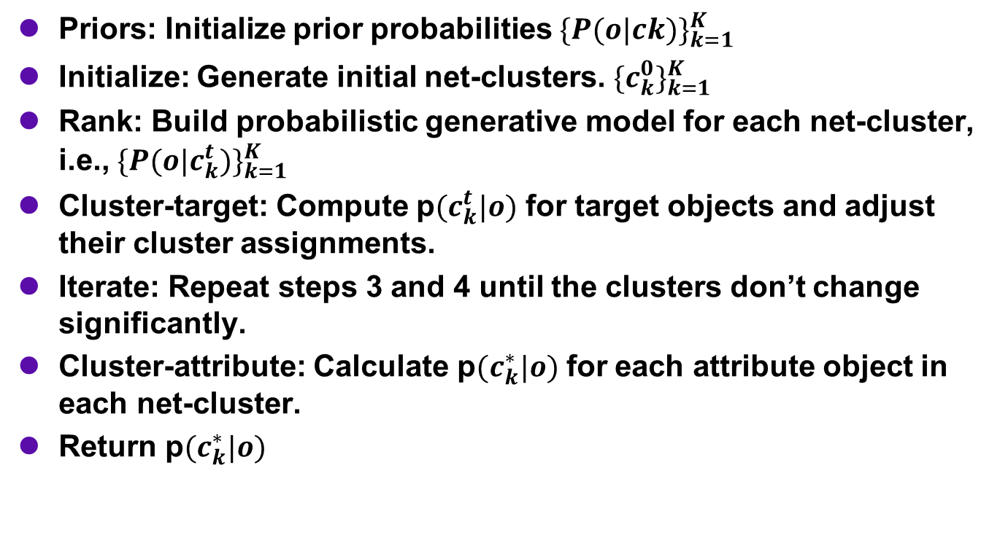 ● Priors: Initialize prior probabilities {P(o|ck)}_{k=1}^{K}
● Initialize: Generate initial net-clusters. {c_k^0}_{k=1}^{K}
● Rank: Build probabilistic generative model for each net-cluster,
i.e., {P(o|c_k^t)}_{k=1}^{K}
● Cluster-target: Compute p(c_k^t|o) for target objects and adjust
their cluster assignments.
● Iterate: Repeat steps 3 and 4 until the clusters don’t change
significantly.
● Cluster-attribute: Calculate p(c_k^*|o) for each attribute object in
each net-cluster.
● Return p(c_k^*|o)